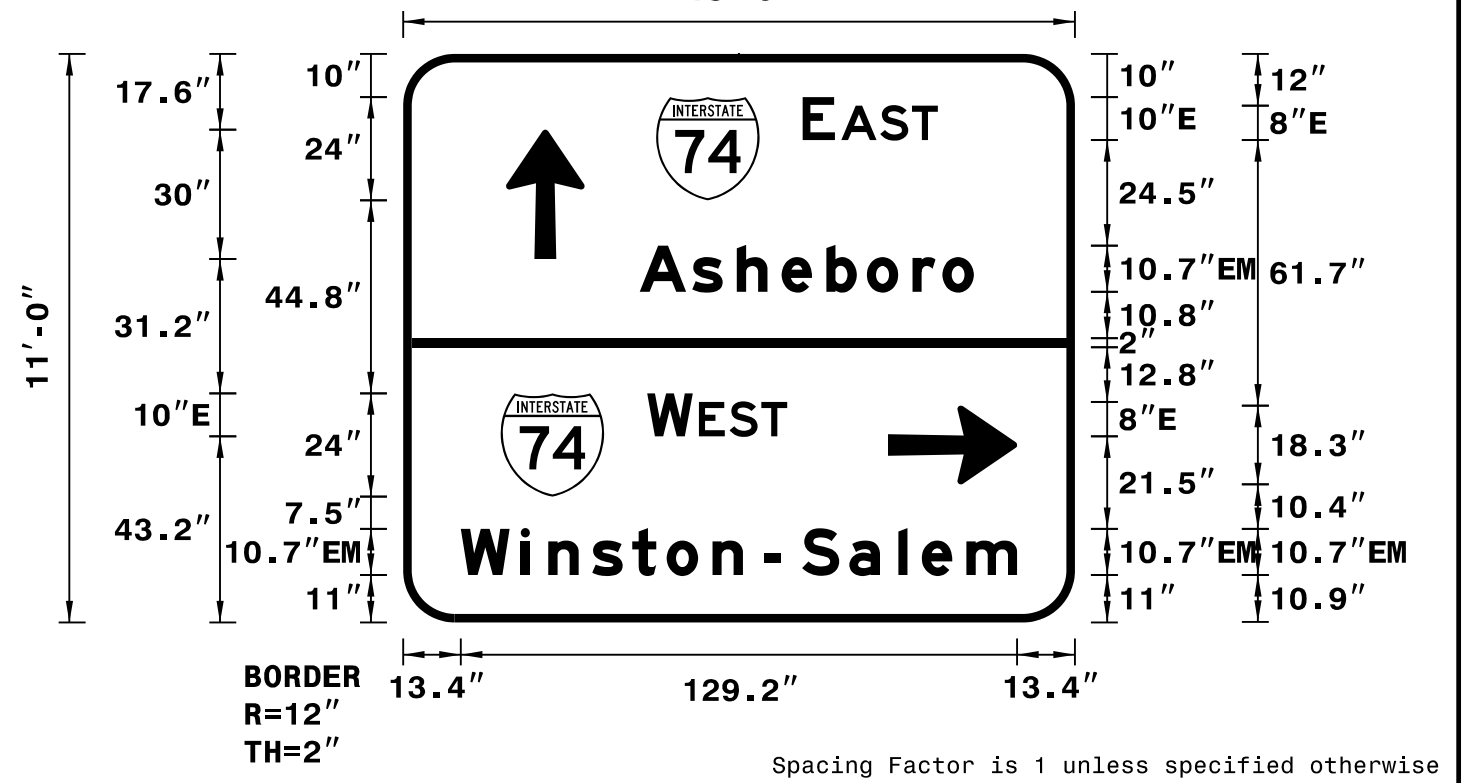 17.6"
10"
10"
12"
INTERSTATE
74
EAST
10"E
8"E
24"
30"
24.5"
Asheboro
10.7"EM
61.7"
44.8"
11'-0"
31.2"
10.8"
2"
12.8"
10"E
INTERSTATE
74
WEST
8"E
24"
18.3"
21.5"
7.5"
10.4"
43.2"
10.7"EM
Winston-Salem
10.7"EM
10.7"EM
11"
11"
10.9"
BORDER
R=12"
TH=2"
13.4"
129.2"
13.4"
Spacing Factor is 1 unless specified otherwise